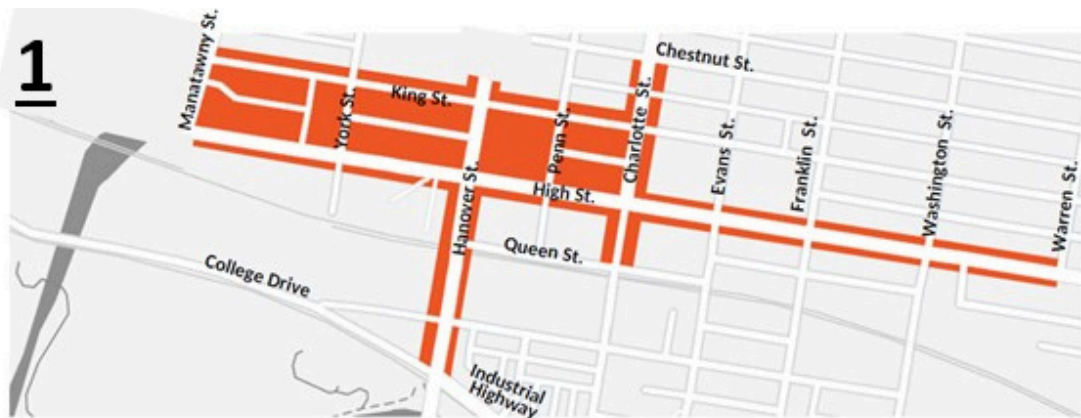 1
Manatawny St.
King St.
York St.
Hanover St.
Penn St.
Charlotte St.
Chestnut St.
High St.
Evans St.
Franklin St.
Washington St.
Warren St.
Queen St.
College Drive
Industrial
Highway